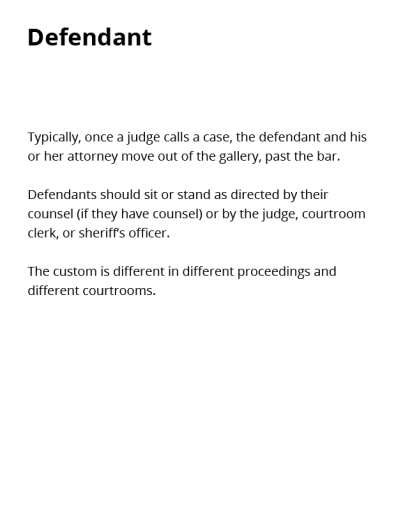 Defendant
Typically, once a judge calls a case, the defendant and his
or her attorney move out of the gallery, past the bar.
Defendants should sit or stand as directed by their
counsel (if they have counsel) or by the judge, courtroom
clerk, or sheriff's officer.
The custom is different in different proceedings and
different courtrooms.